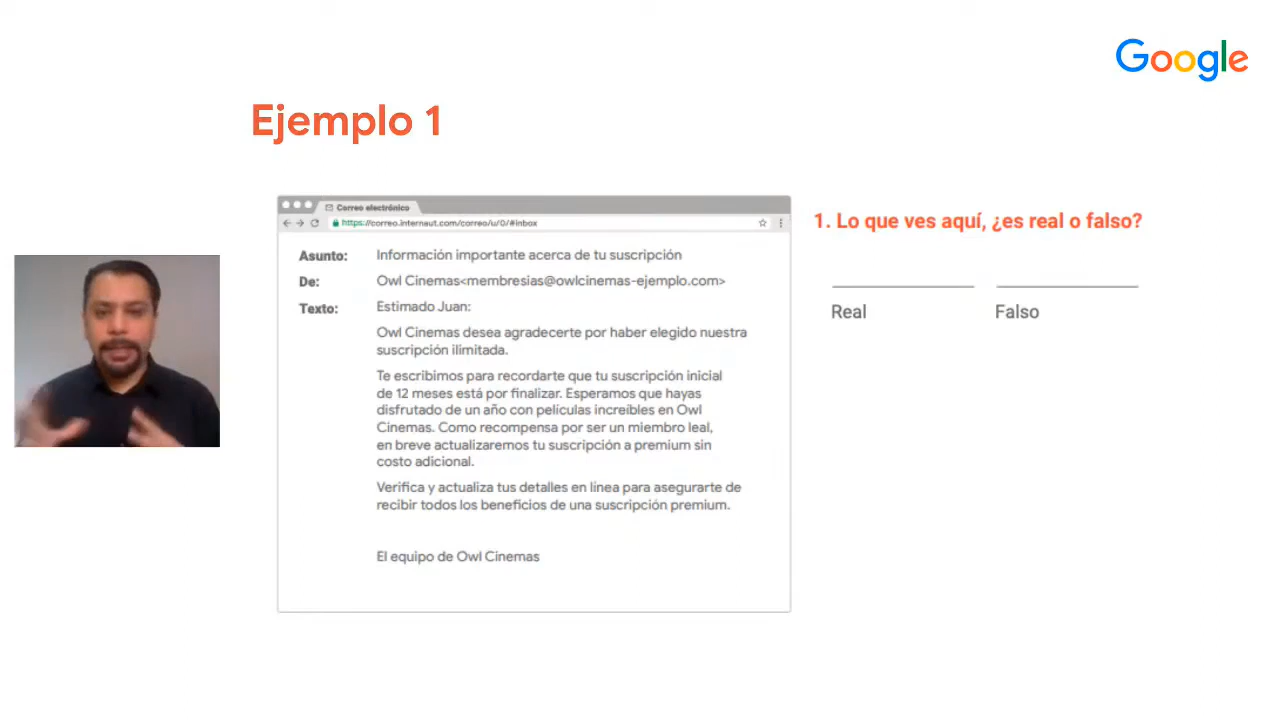 Google
Ejemplo 1
Correo electrónico
https://correo.internaut.com/correo/u/0/#inbox
Asunto: Información importante acerca de tu suscripción
De: Owl Cinemas<membresias@owlcinemas-ejemplo.com>
Texto: Estimado Juan:
Owl Cinemas desea agradecerte por haber elegido nuestra
suscripción ilimitada.
Te escribimos para recordarte que tu suscripción inicial
de 12 meses está por finalizar. Esperamos que hayas
disfrutado de un año con películas increíbles en Owl
Cinemas. Como recompensa por ser un miembro leal,
en breve actualizaremos tu suscripción a premium sin
costo adicional.
Verifica y actualiza tus detalles en línea para asegurarte de
recibir todos los beneficios de una suscripción premium.
El equipo de Owl Cinemas
1. Lo que ves aquí, ¿es real o falso?
Real
Falso